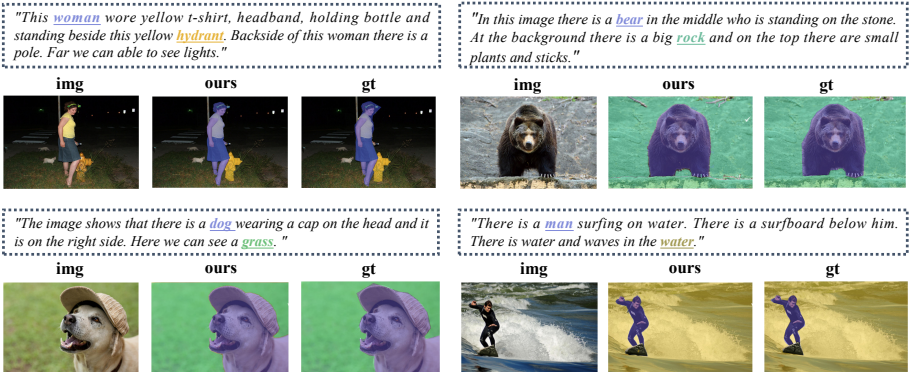 "This woman wore yellow t-shirt, headband, holding bottle and
standing beside this yellow hydrant. Backside of this woman there is a
pole. Far we can able to see lights."
img ours gt
"In this image there is a bear in the middle who is standing on the stone.
At the background there is a big rock and on the top there are small
plants and sticks."
img ours gt
"The image shows that there is a dog wearing a cap on the head and it
is on the right side. Here we can see a grass. "
img ours gt
"There is a man surfing on water. There is a surfboard below him.
There is water and waves in the water."
img ours gt